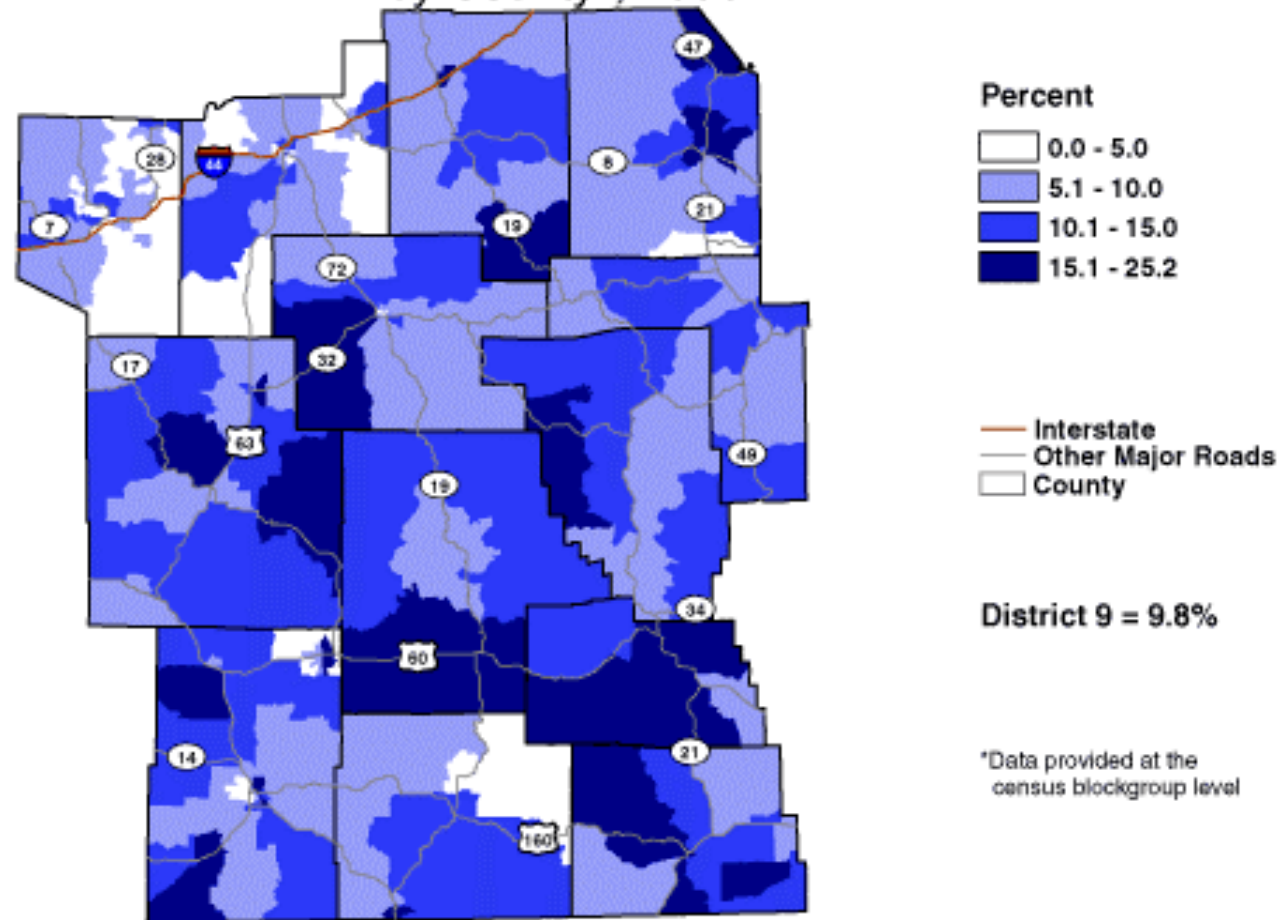 47
Percent
0.0 - 5.0
28
44
8
5.1 - 10.0
7
19
21
10.1 - 15.0
72
15.1 - 25.2
17
32
63
49
Interstate
Other Major Roads
19
County
34
District 9 = 9.8%
60
14
21
*Data provided at the
census blockgroup level
160